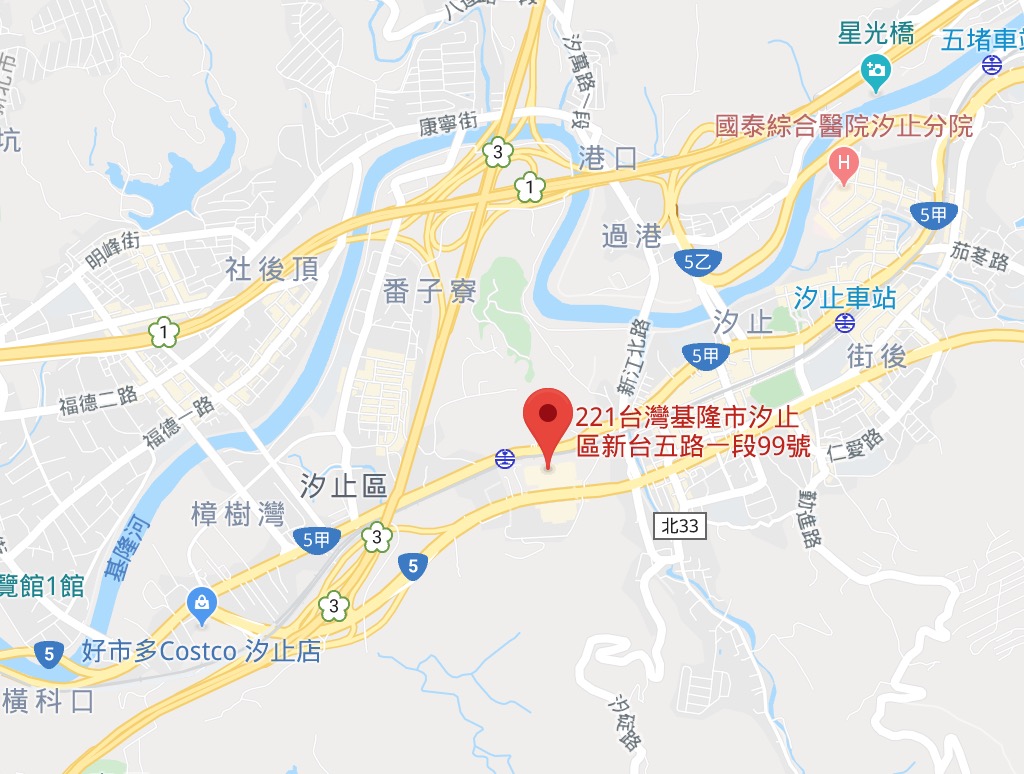 星光橋
五堵車站
汐萬路一段
康寧街
國泰綜合醫院汐止分院
3
港口
H
1
5甲
過港
明峰街
茄苳路
社後頂
5乙
番子寮
汐止車站
汐止
1
新江北路
5甲
街後
福德二路
福德一路
221台灣基隆市汐止
區新台五路一段99號
仁愛路
汐止區
樟樹灣
勤進路
北33
5甲
3
基隆河
5
覽館1館
3
好市多Costco 汐止店
5
橫科口
汐碇路